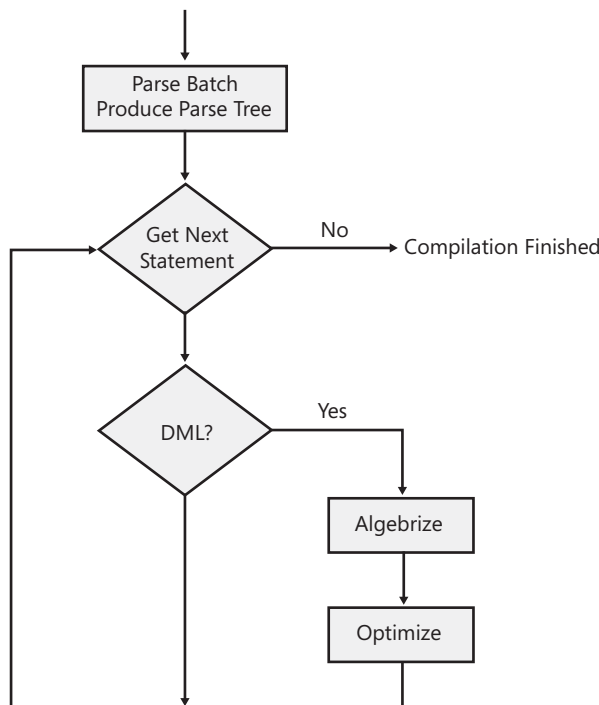 Parse Batch
Produce Parse Tree
Get Next
Statement
No
Compilation Finished
DML?
Yes
Algebrize
Optimize